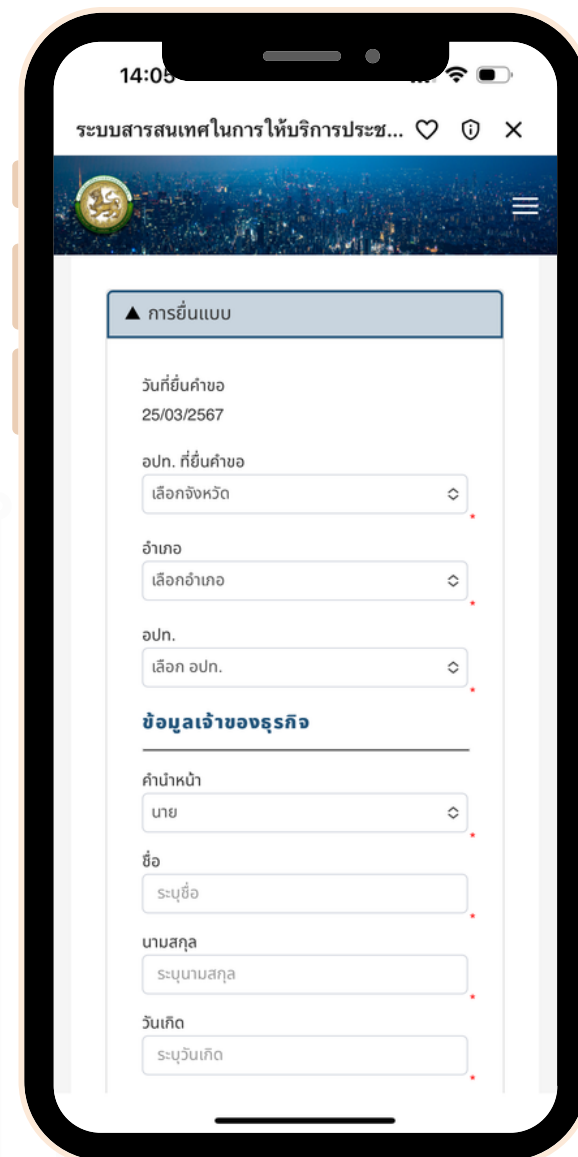 14:05
ระบบสารสนเทศในการให้บริการประช...
▲ การยื่นแบบ
วันที่ยื่นคำขอ
25/03/2567
อปท. ที่ยื่นคำขอ
เลือกจังหวัด
*
อำเภอ
เลือกอำเภอ
*
อปท.
เลือก อปท.
*
ข้อมูลเจ้าของธุรกิจ
คำนำหน้า
นาย
*
ชื่อ
ระบุชื่อ
*
นามสกุล
ระบุนามสกุล
*
วันเกิด
ระบุวันเกิด
*